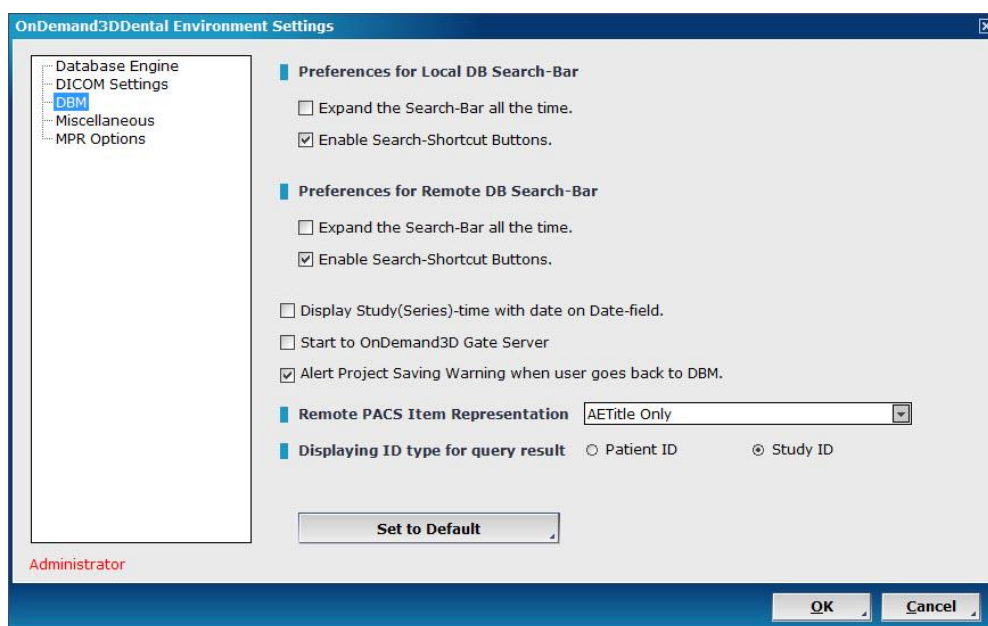 OnDemand3DDental Environment Settings
Database Engine
DICOM Settings
DBM
Miscellaneous
MPR Options
Administrator
Preferences for Local DB Search-Bar
Expand the Search-Bar all the time.
Enable Search-Shortcut Buttons.
Preferences for Remote DB Search-Bar
Expand the Search-Bar all the time.
Enable Search-Shortcut Buttons.
Display Study(Series)-time with date on Date-field.
Start to OnDemand3D Gate Server
Alert Project Saving Warning when user goes back to DBM.
Remote PACS Item Representation AETitle Only
Displaying ID type for query result Patient ID Study ID
Set to Default
OK Cancel